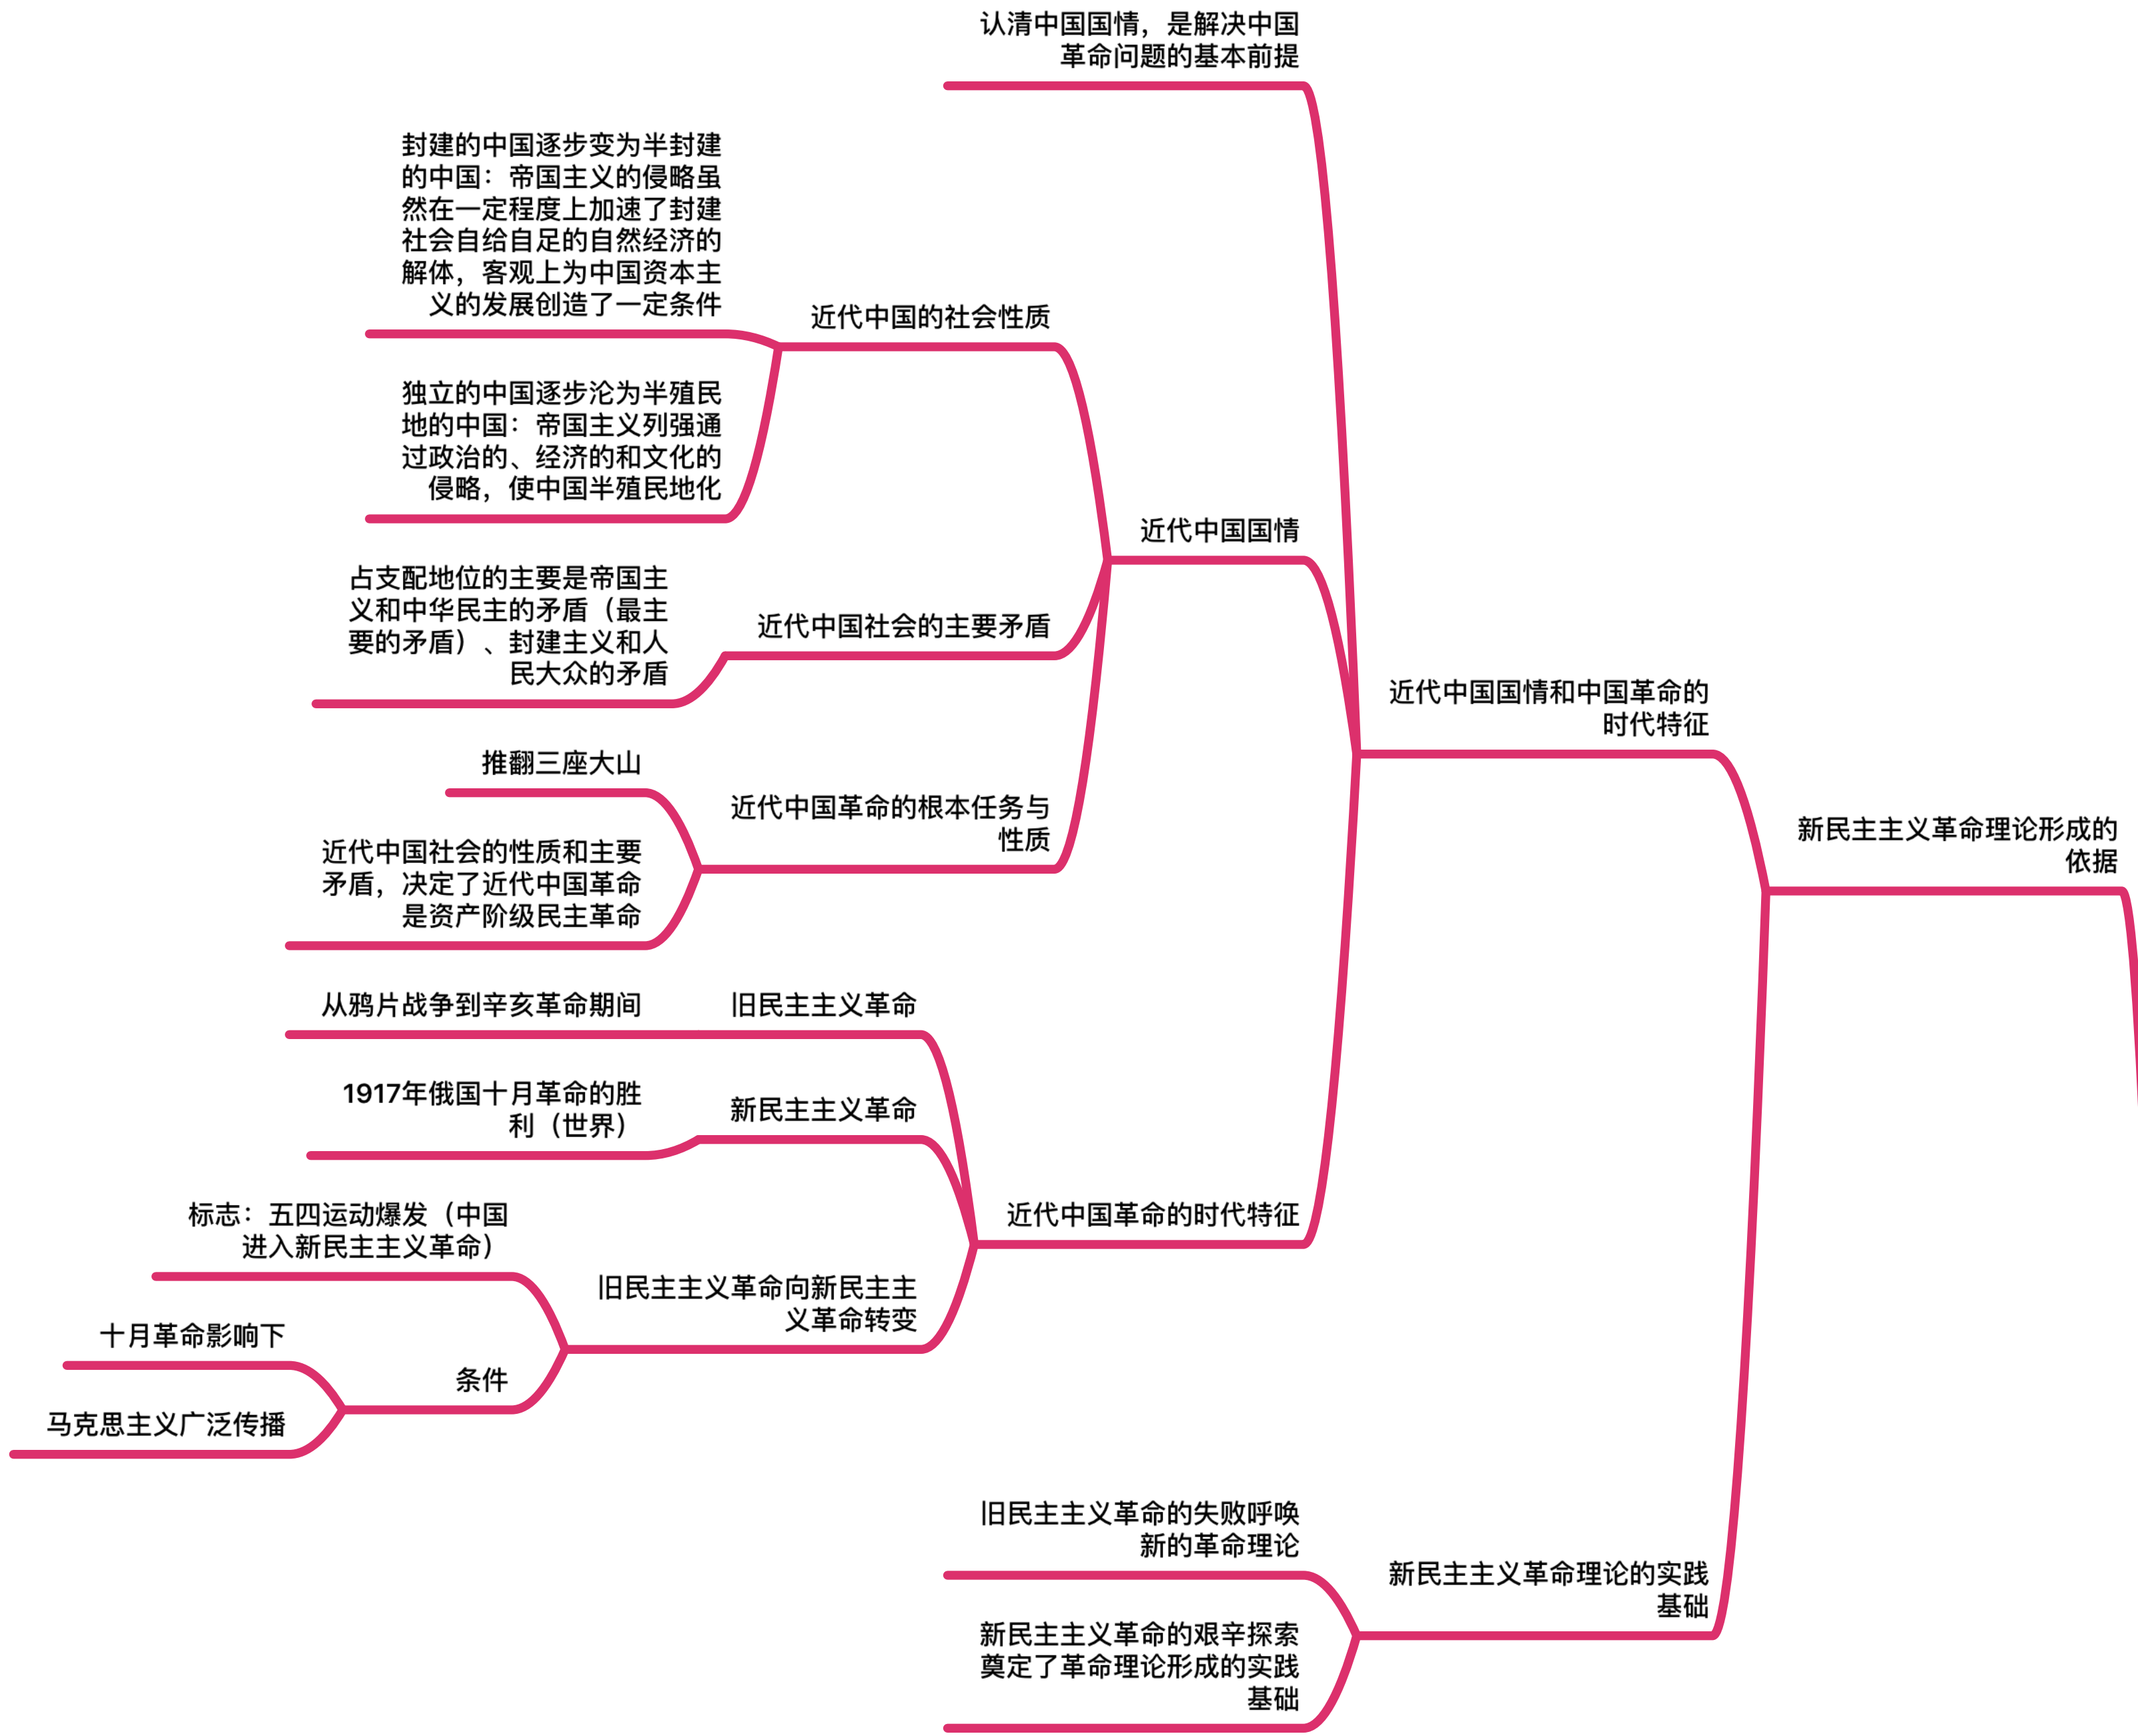 认清中国国情，是解决中国
革命问题的基本前提
封建的中国逐步变为半封建
的中国：帝国主义的侵略虽
然在一定程度上加速了封建
社会自给自足的自然经济的
解体，客观上为中国资本主
义的发展创造了一定条件
近代中国的社会性质
独立的中国逐步沦为半殖民
地的中国：帝国主义列强通
过政治的、经济的和文化的
侵略，使中国半殖民地化
近代中国国情
占支配地位的主要是帝国主
义和中华民主的矛盾（最主
要的矛盾）、封建主义和人
民大众的矛盾
近代中国社会的主要矛盾
近代中国国情和中国革命的
时代特征
推翻三座大山
近代中国革命的根本任务与
性质
近代中国社会的性质和主要
矛盾，决定了近代中国革命
是资产阶级民主革命
新民主主义革命理论形成的
依据
从鸦片战争到辛亥革命期间
旧民主主义革命
1917年俄国十月革命的胜
利（世界）
新民主主义革命
近代中国革命的时代特征
标志：五四运动爆发（中国
进入新民主主义革命）
旧民主主义革命向新民主主
义革命转变
十月革命影响下
条件
马克思主义广泛传播
旧民主主义革命的失败呼唤
新的革命理论
新民主主义革命理论的实践
基础
新民主主义革命的艰辛探索
奠定了革命理论形成的实践
基础